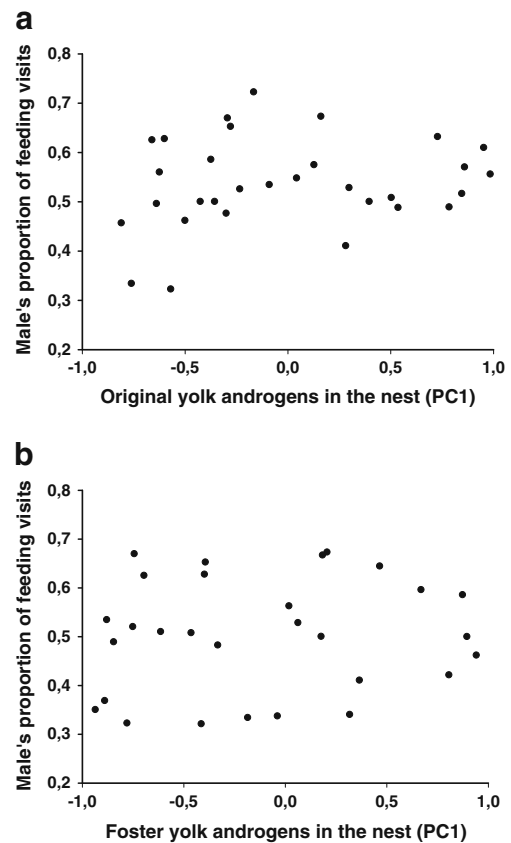 a
Male's proportion of feeding visits
0,8
0,7
0,6
0,5
0,4
0,3
0,2
-1,0 -0,5 0,0 0,5 1,0
Original yolk androgens in the nest (PC1)
b
Male's proportion of feeding visits
0,8
0,7
0,6
0,5
0,4
0,3
0,2
-1,0 -0,5 0,0 0,5 1,0
Foster yolk androgens in the nest (PC1)